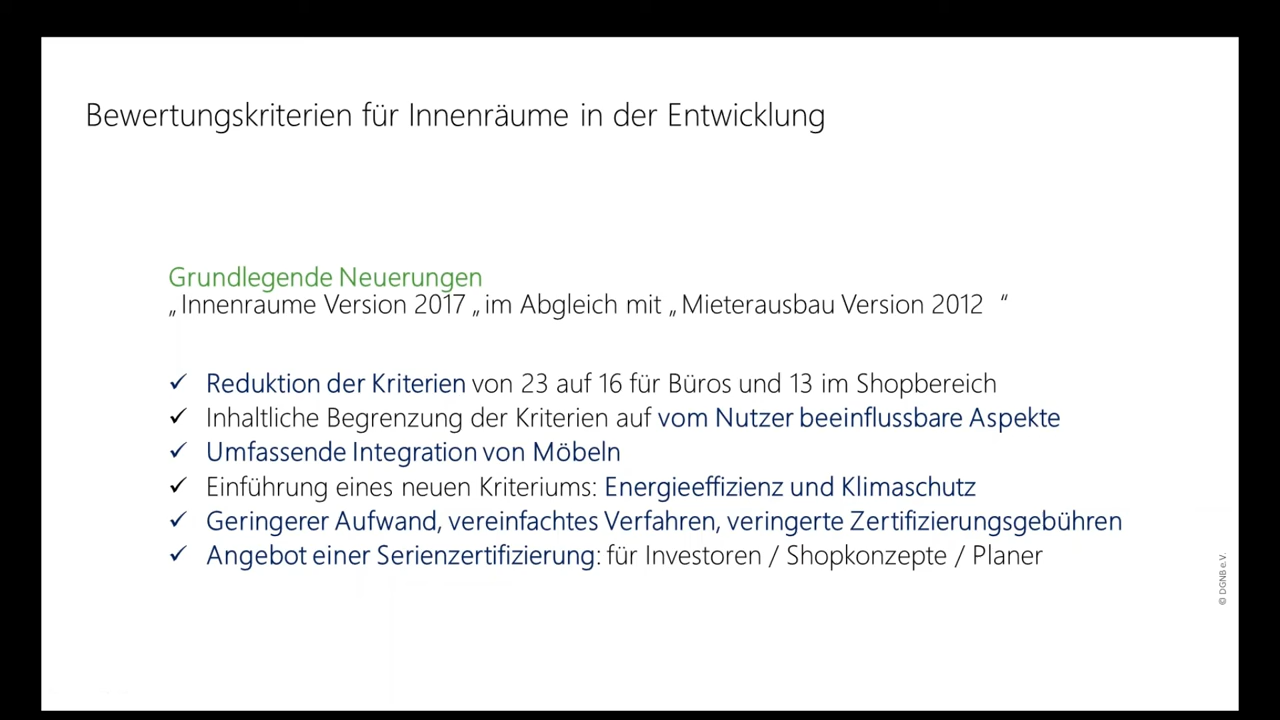 Bewertungskriterien für Innenräume in der Entwicklung
Grundlegende Neuerungen
„Innenraume Version 2017 „im Abgleich mit „Mieterausbau Version 2012 “
✓ Reduktion der Kriterien von 23 auf 16 für Büros und 13 im Shopbereich
✓ Inhaltliche Begrenzung der Kriterien auf vom Nutzer beeinflussbare Aspekte
✓ Umfassende Integration von Möbeln
✓ Einführung eines neuen Kriteriums: Energieeffizienz und Klimaschutz
✓ Geringerer Aufwand, vereinfachtes Verfahren, veringerte Zertifizierungsgebühren
✓ Angebot einer Serienzertifizierung: für Investoren / Shopkonzepte / Planer
© DGNB e.V.